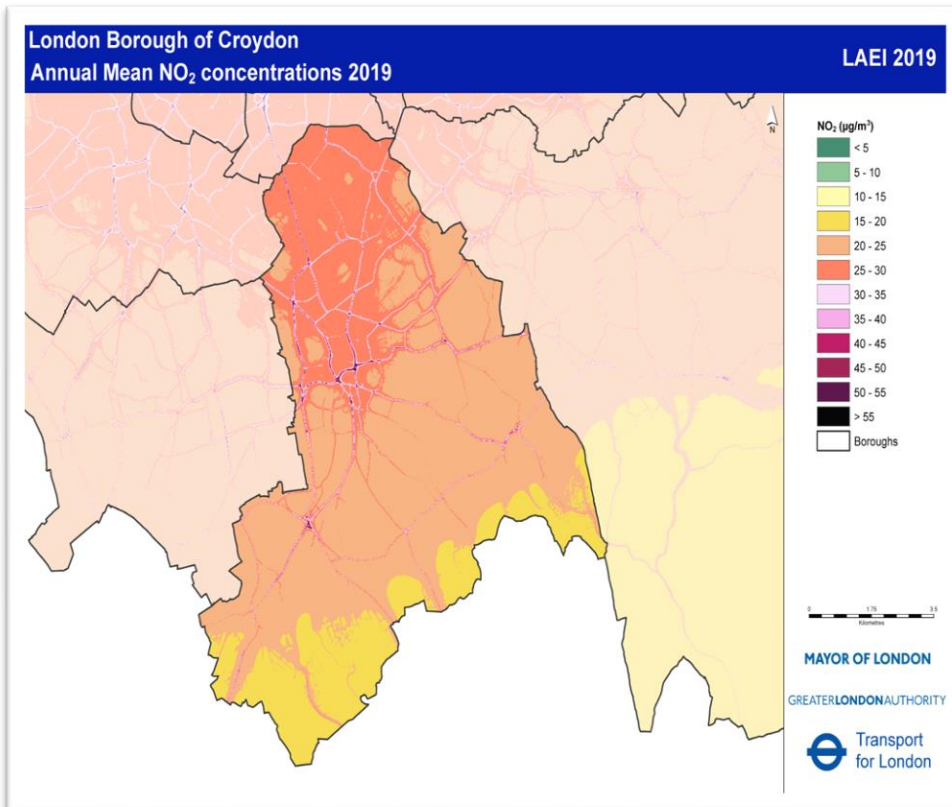 London Borough of Croydon
Annual Mean NO₂ concentrations 2019
LAEI 2019
N
NO₂ (µg/m³)
< 5
5 - 10
10 - 15
15 - 20
20 - 25
25 - 30
30 - 35
35 - 40
40 - 45
45 - 50
50 - 55
> 55
Boroughs
0 1.75 3.5
Kilometres
MAYOR OF LONDON
GREATERLONDONAUTHORITY
Transport
for London